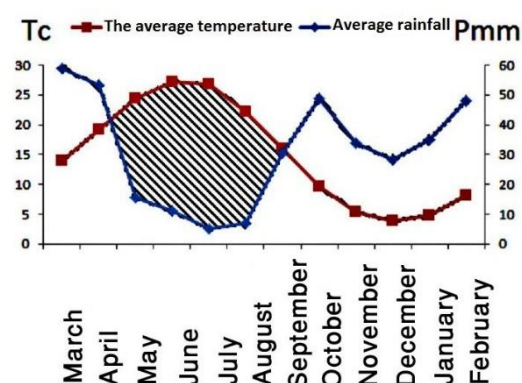 Tc The average temperature Average rainfall Pmm
30 60
25 50
20 40
15 30
10 20
5 10
0 0
March
April
May
June
July
August
September
October
November
December
January
February